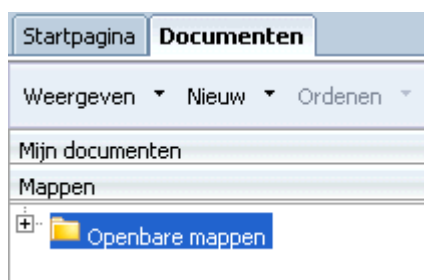 Startpagina Documenten
Weergeven Nieuw Ordenen
Mijn documenten
Mappen
Openbare mappen